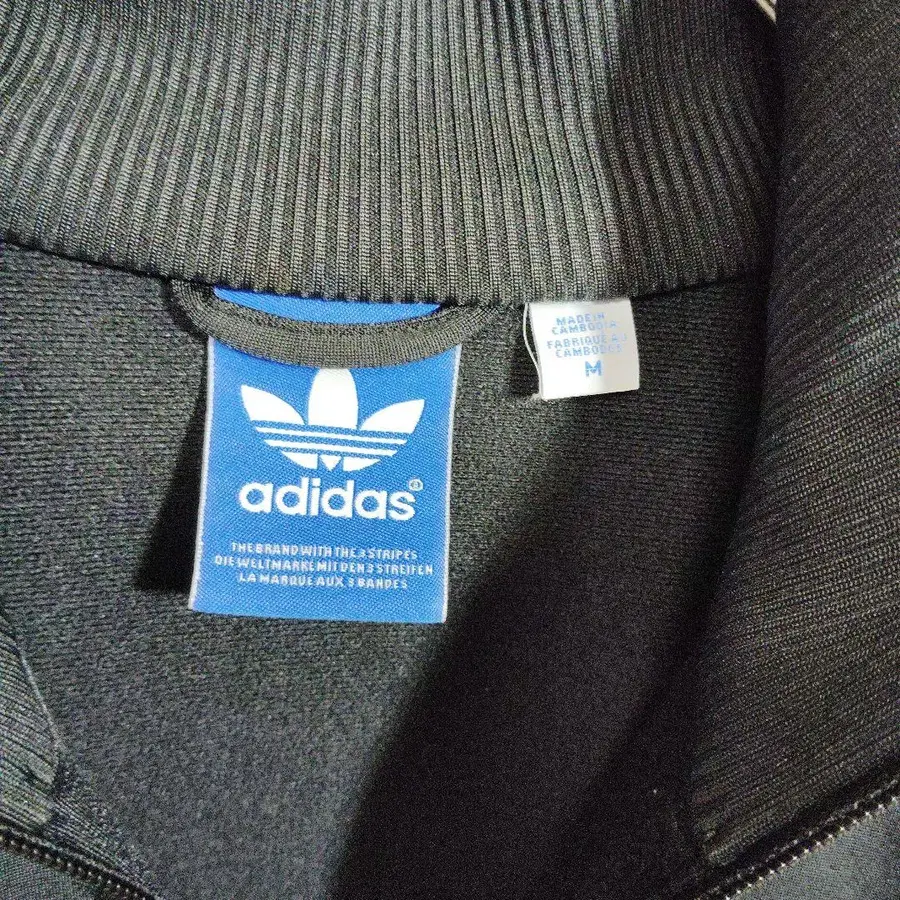 adidas®
THE BRAND WITH THE 3 STRIPES
DIE WELTMARKE MIT DEN 3 STREIFEN
LA MARQUE AUX 3 BANDES
MADE IN
CAMBODIA
FABRIQUE AU
CAMBODGE
M